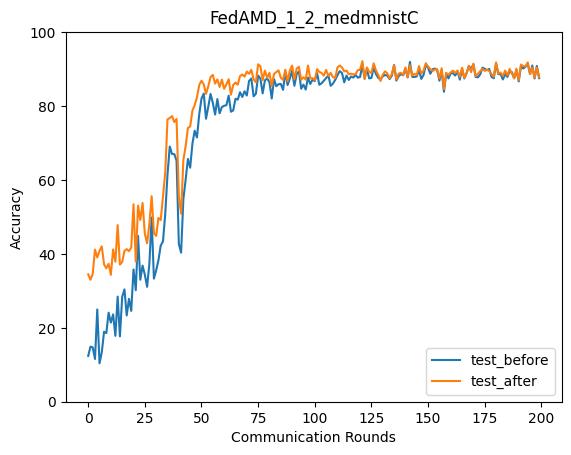 FedAMD_1_2_medmnistC
100
80
60
40
20
0
Accuracy
0 25 50 75 100 125 150 175 200
Communication Rounds
test_before
test_after